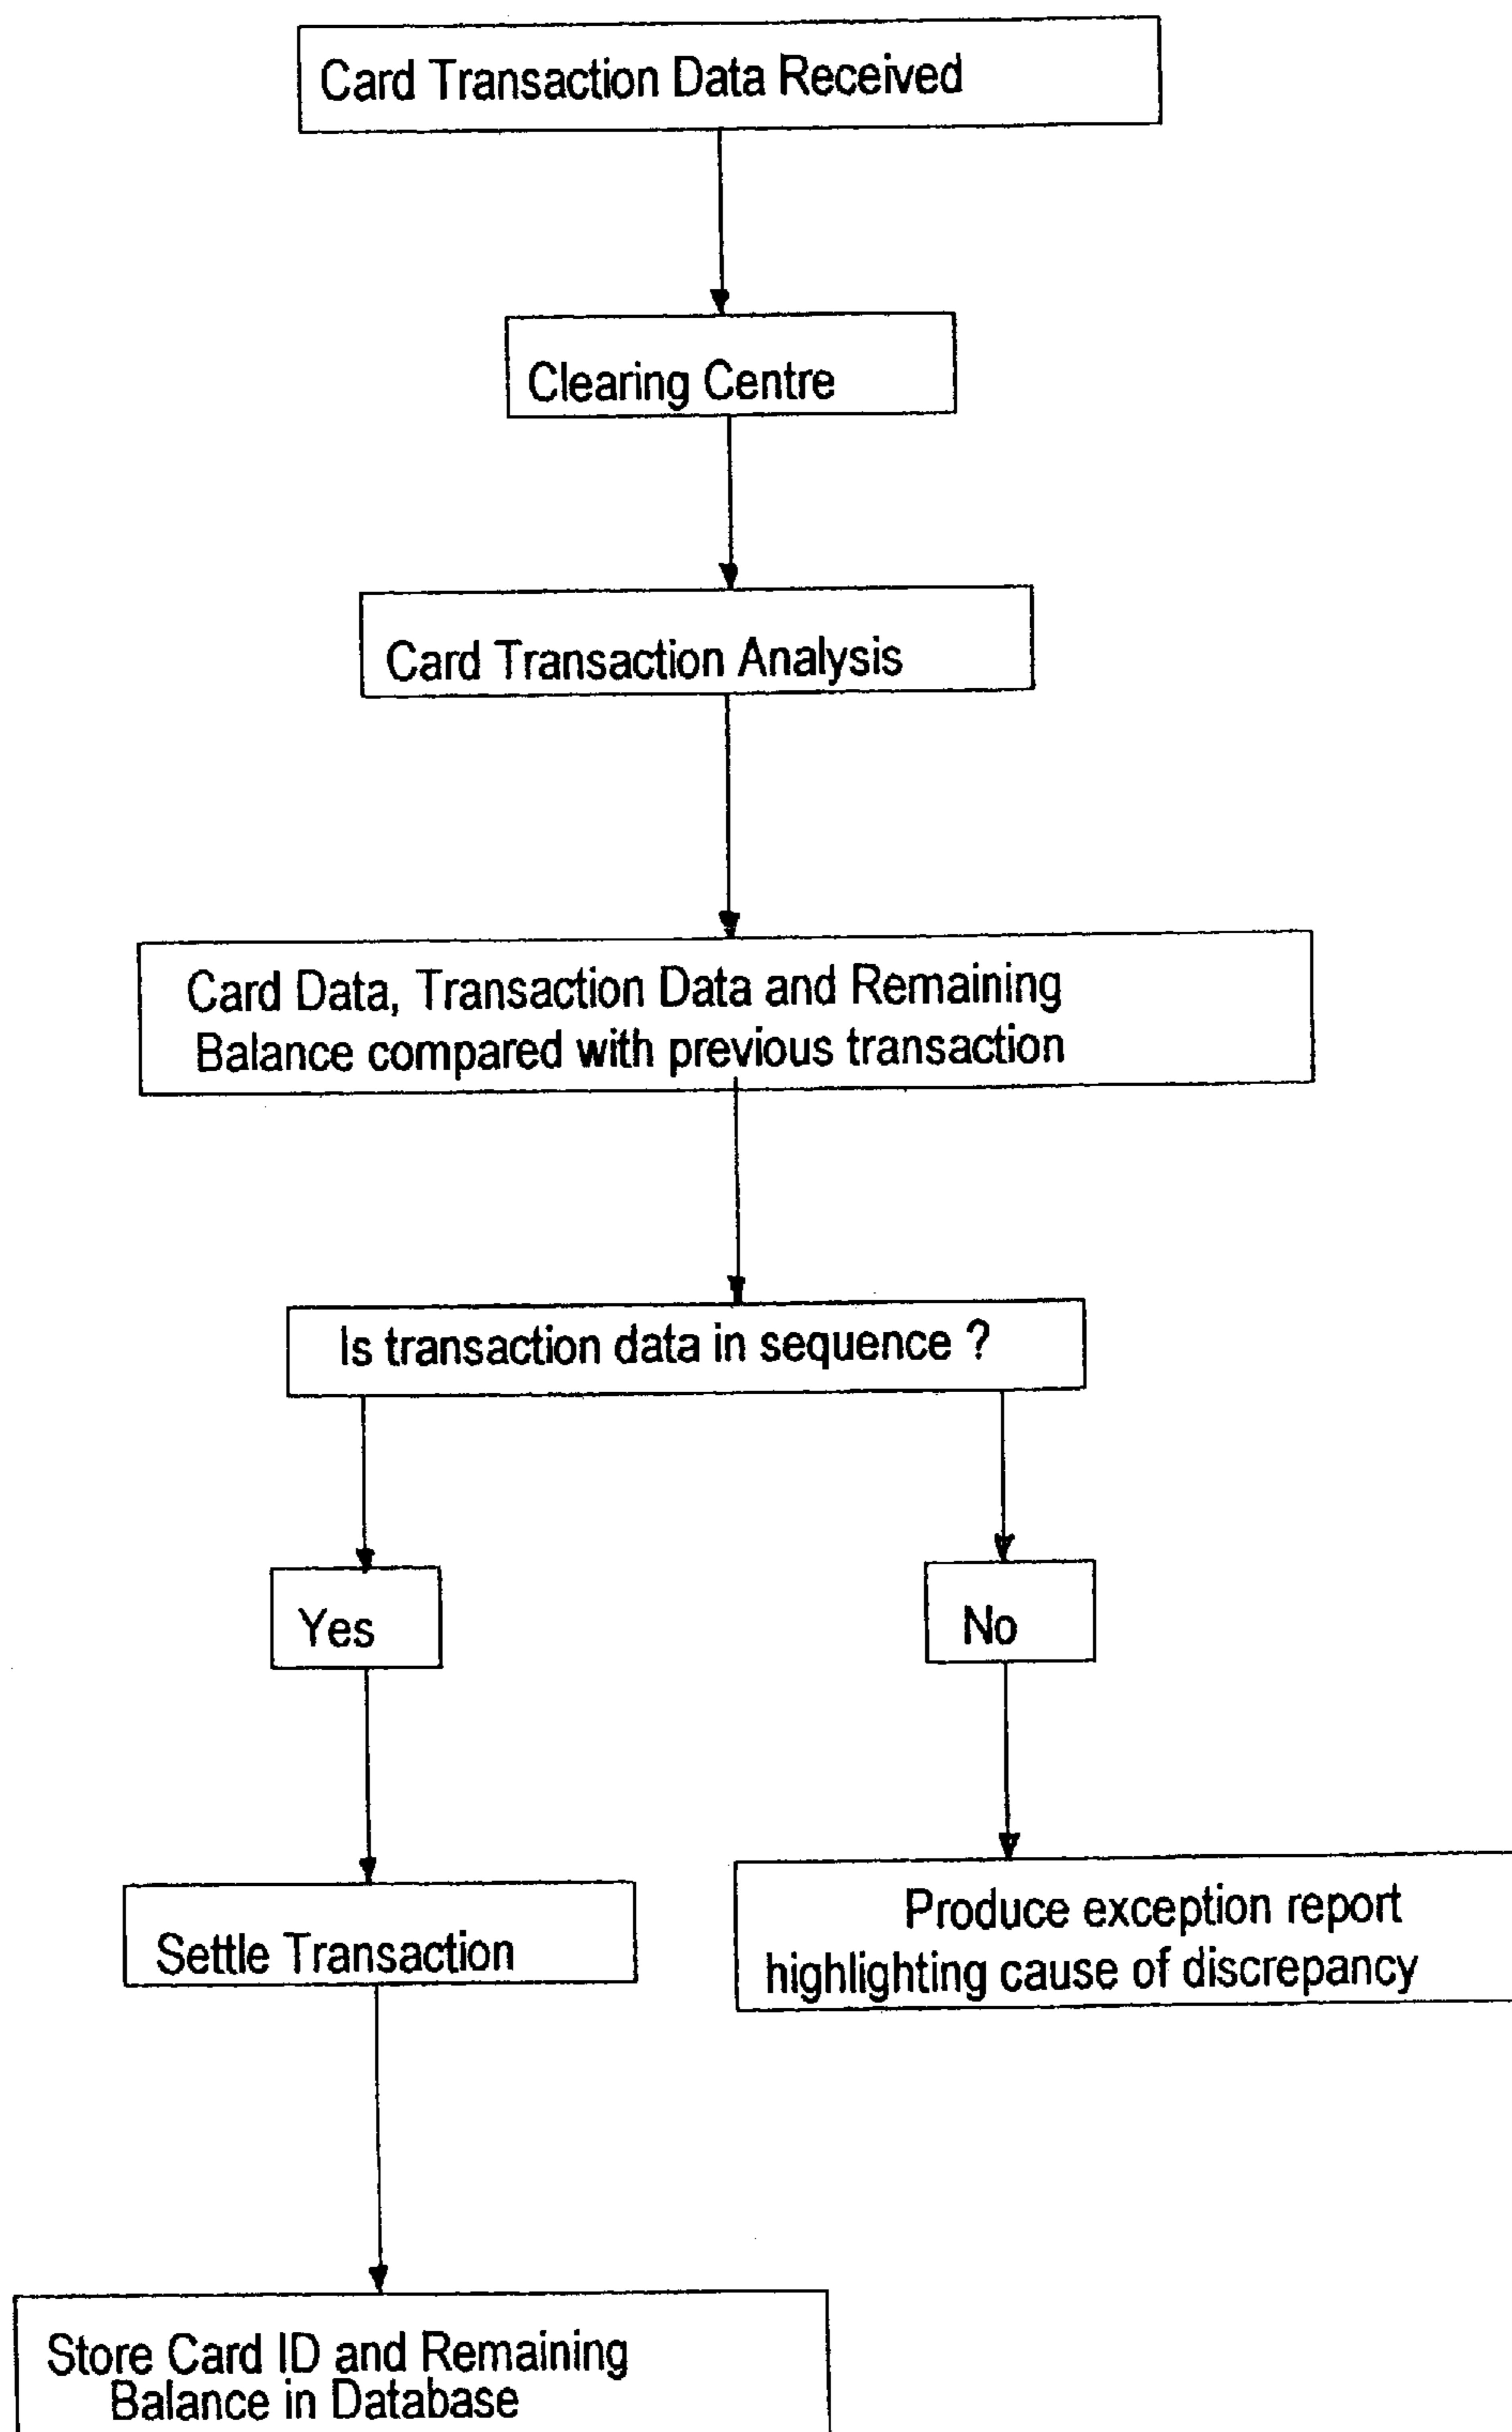 Card Transaction Data Received
Clearing Centre
Card Transaction Analysis
Card Data, Transaction Data and Remaining
Balance compared with previous transaction
Is transaction data in sequence ?
Yes
No
Settle Transaction
Produce exception report
highlighting cause of discrepancy
Store Card ID and Remaining
Balance in Database